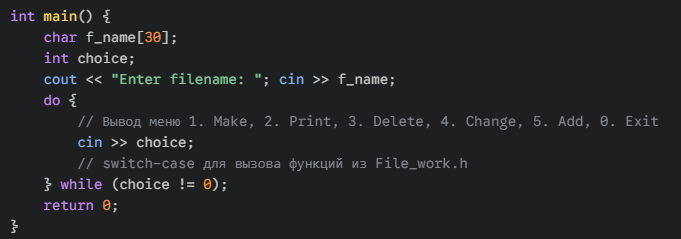 int main() {
    char f_name[30];
    int choice;
    cout << "Enter filename: "; cin >> f_name;
    do {
        // Вывод меню 1. Make, 2. Print, 3. Delete, 4. Change, 5. Add, 0. Exit
        cin >> choice;
        // switch-case для вызова функций из File_work.h
    } while (choice != 0);
    return 0;
}